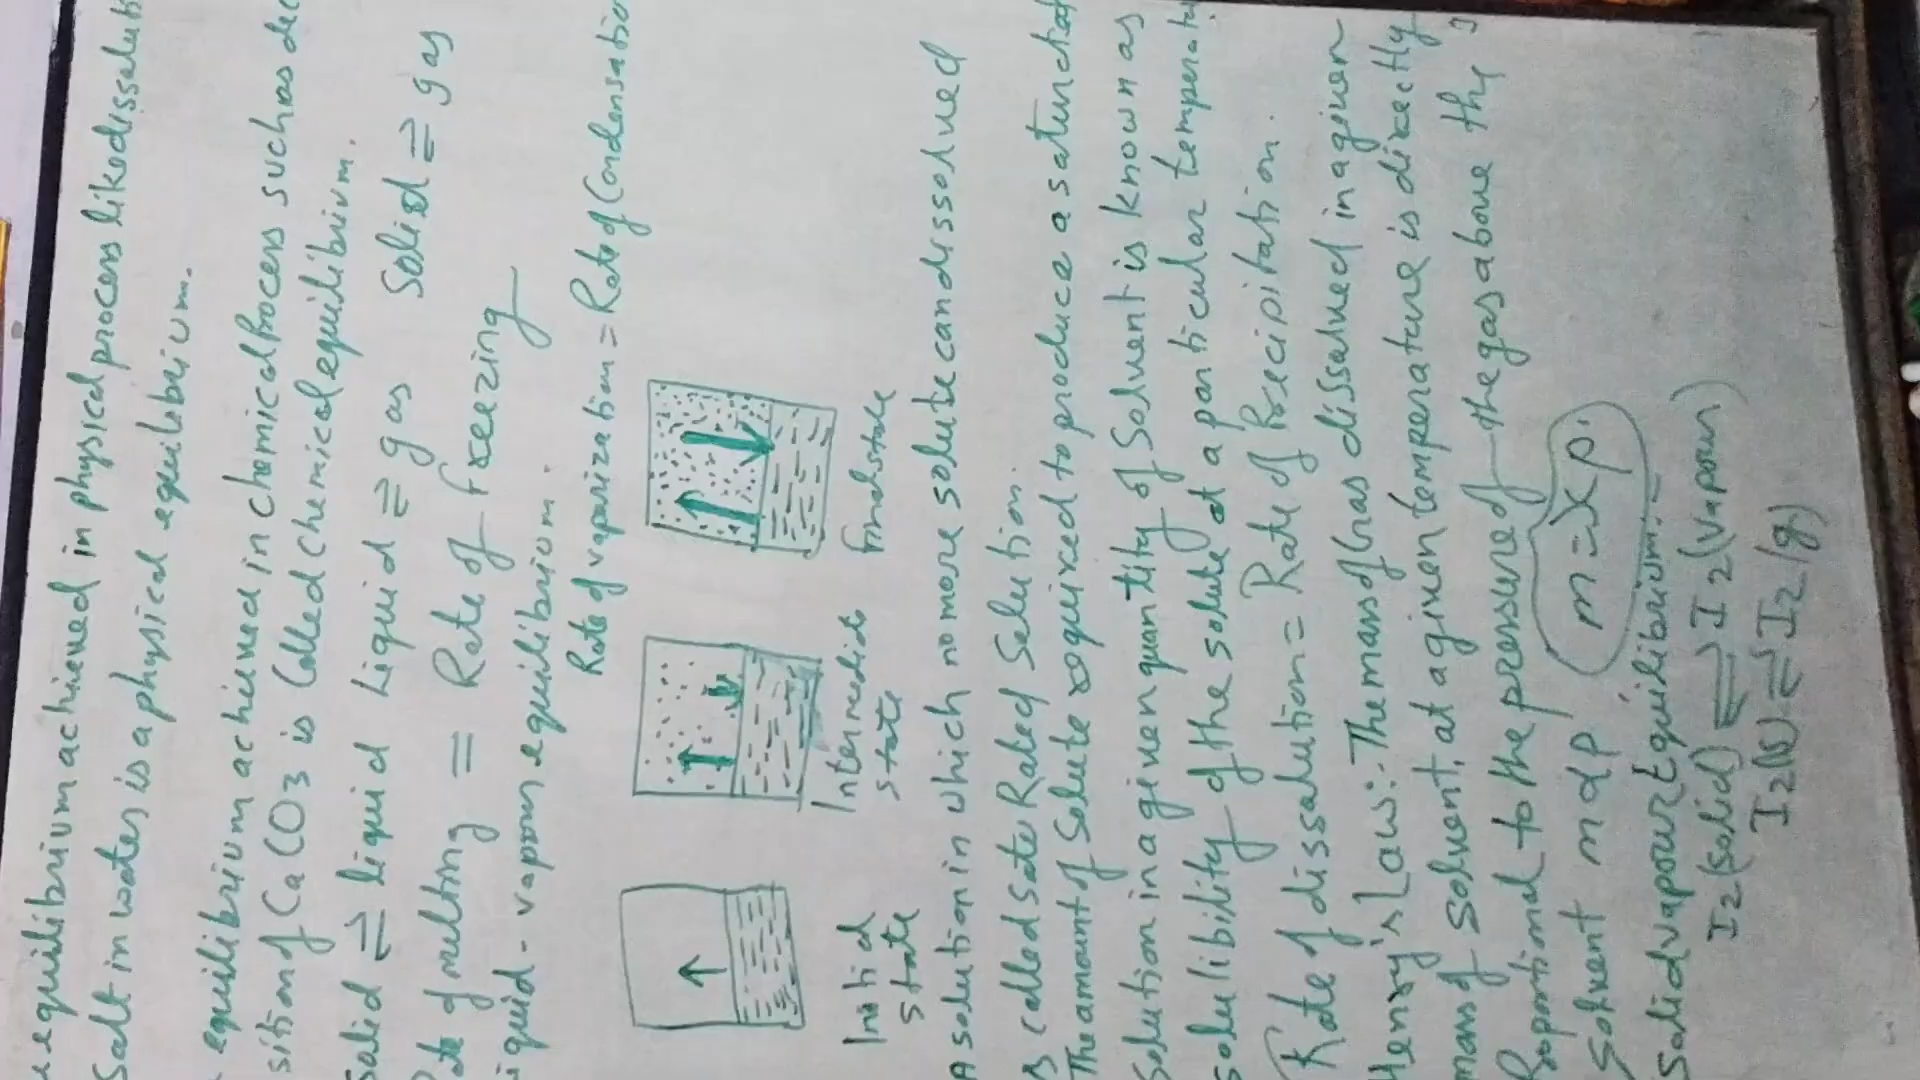 equilibrium achieved in physical process like dissolut
Salt in water is a physical equilibrium.
equilibrium achieved in chemical Process such as dec
sition of CaCO3 is Called chemical equilibrium.
Solid ⇌ liquid Liquid ⇌ gas Solid ⇌ gas
Rate of melting = Rate of freezing
iquid - vapour equilibrium.
Rate of vaporization = Rate of Condensation
Initial state
Intermediate state
final state
A solution in which no more solute can dissolved
is called sateRated Solution.
The amount of Solute required to produce a saturated
Solution in a given quantity of Solvent is known as
solulibility of the solute at a particular temperatu
Rate of dissolution = Rate of Precipitation.
Henry's Law:- The mass of Gas dissolved in a given
mass of solvent, at a given temperature is directly
Proportional to the pressure of the gas above the s
Solvent m α P m = K p.
Solid vapour Equilibrium:-
I2 (Solid) ⇌ I2 (Vapour)
I2 (s) ⇌ I2 (g)